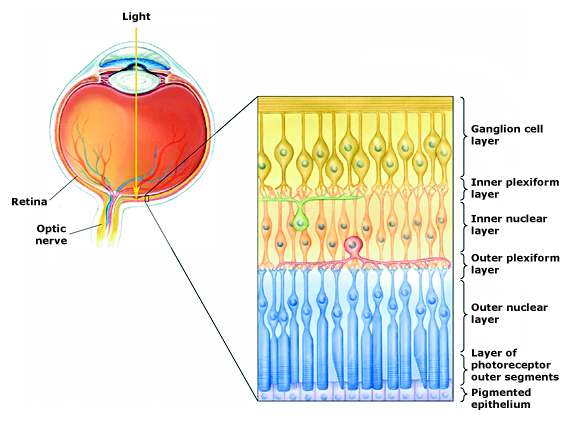 Light
Retina
Optic
nerve
Ganglion cell
layer
Inner plexiform
layer
Inner nuclear
layer
Outer plexiform
layer
Outer nuclear
layer
Layer of
photoreceptor
outer segments
Pigmented
epithelium